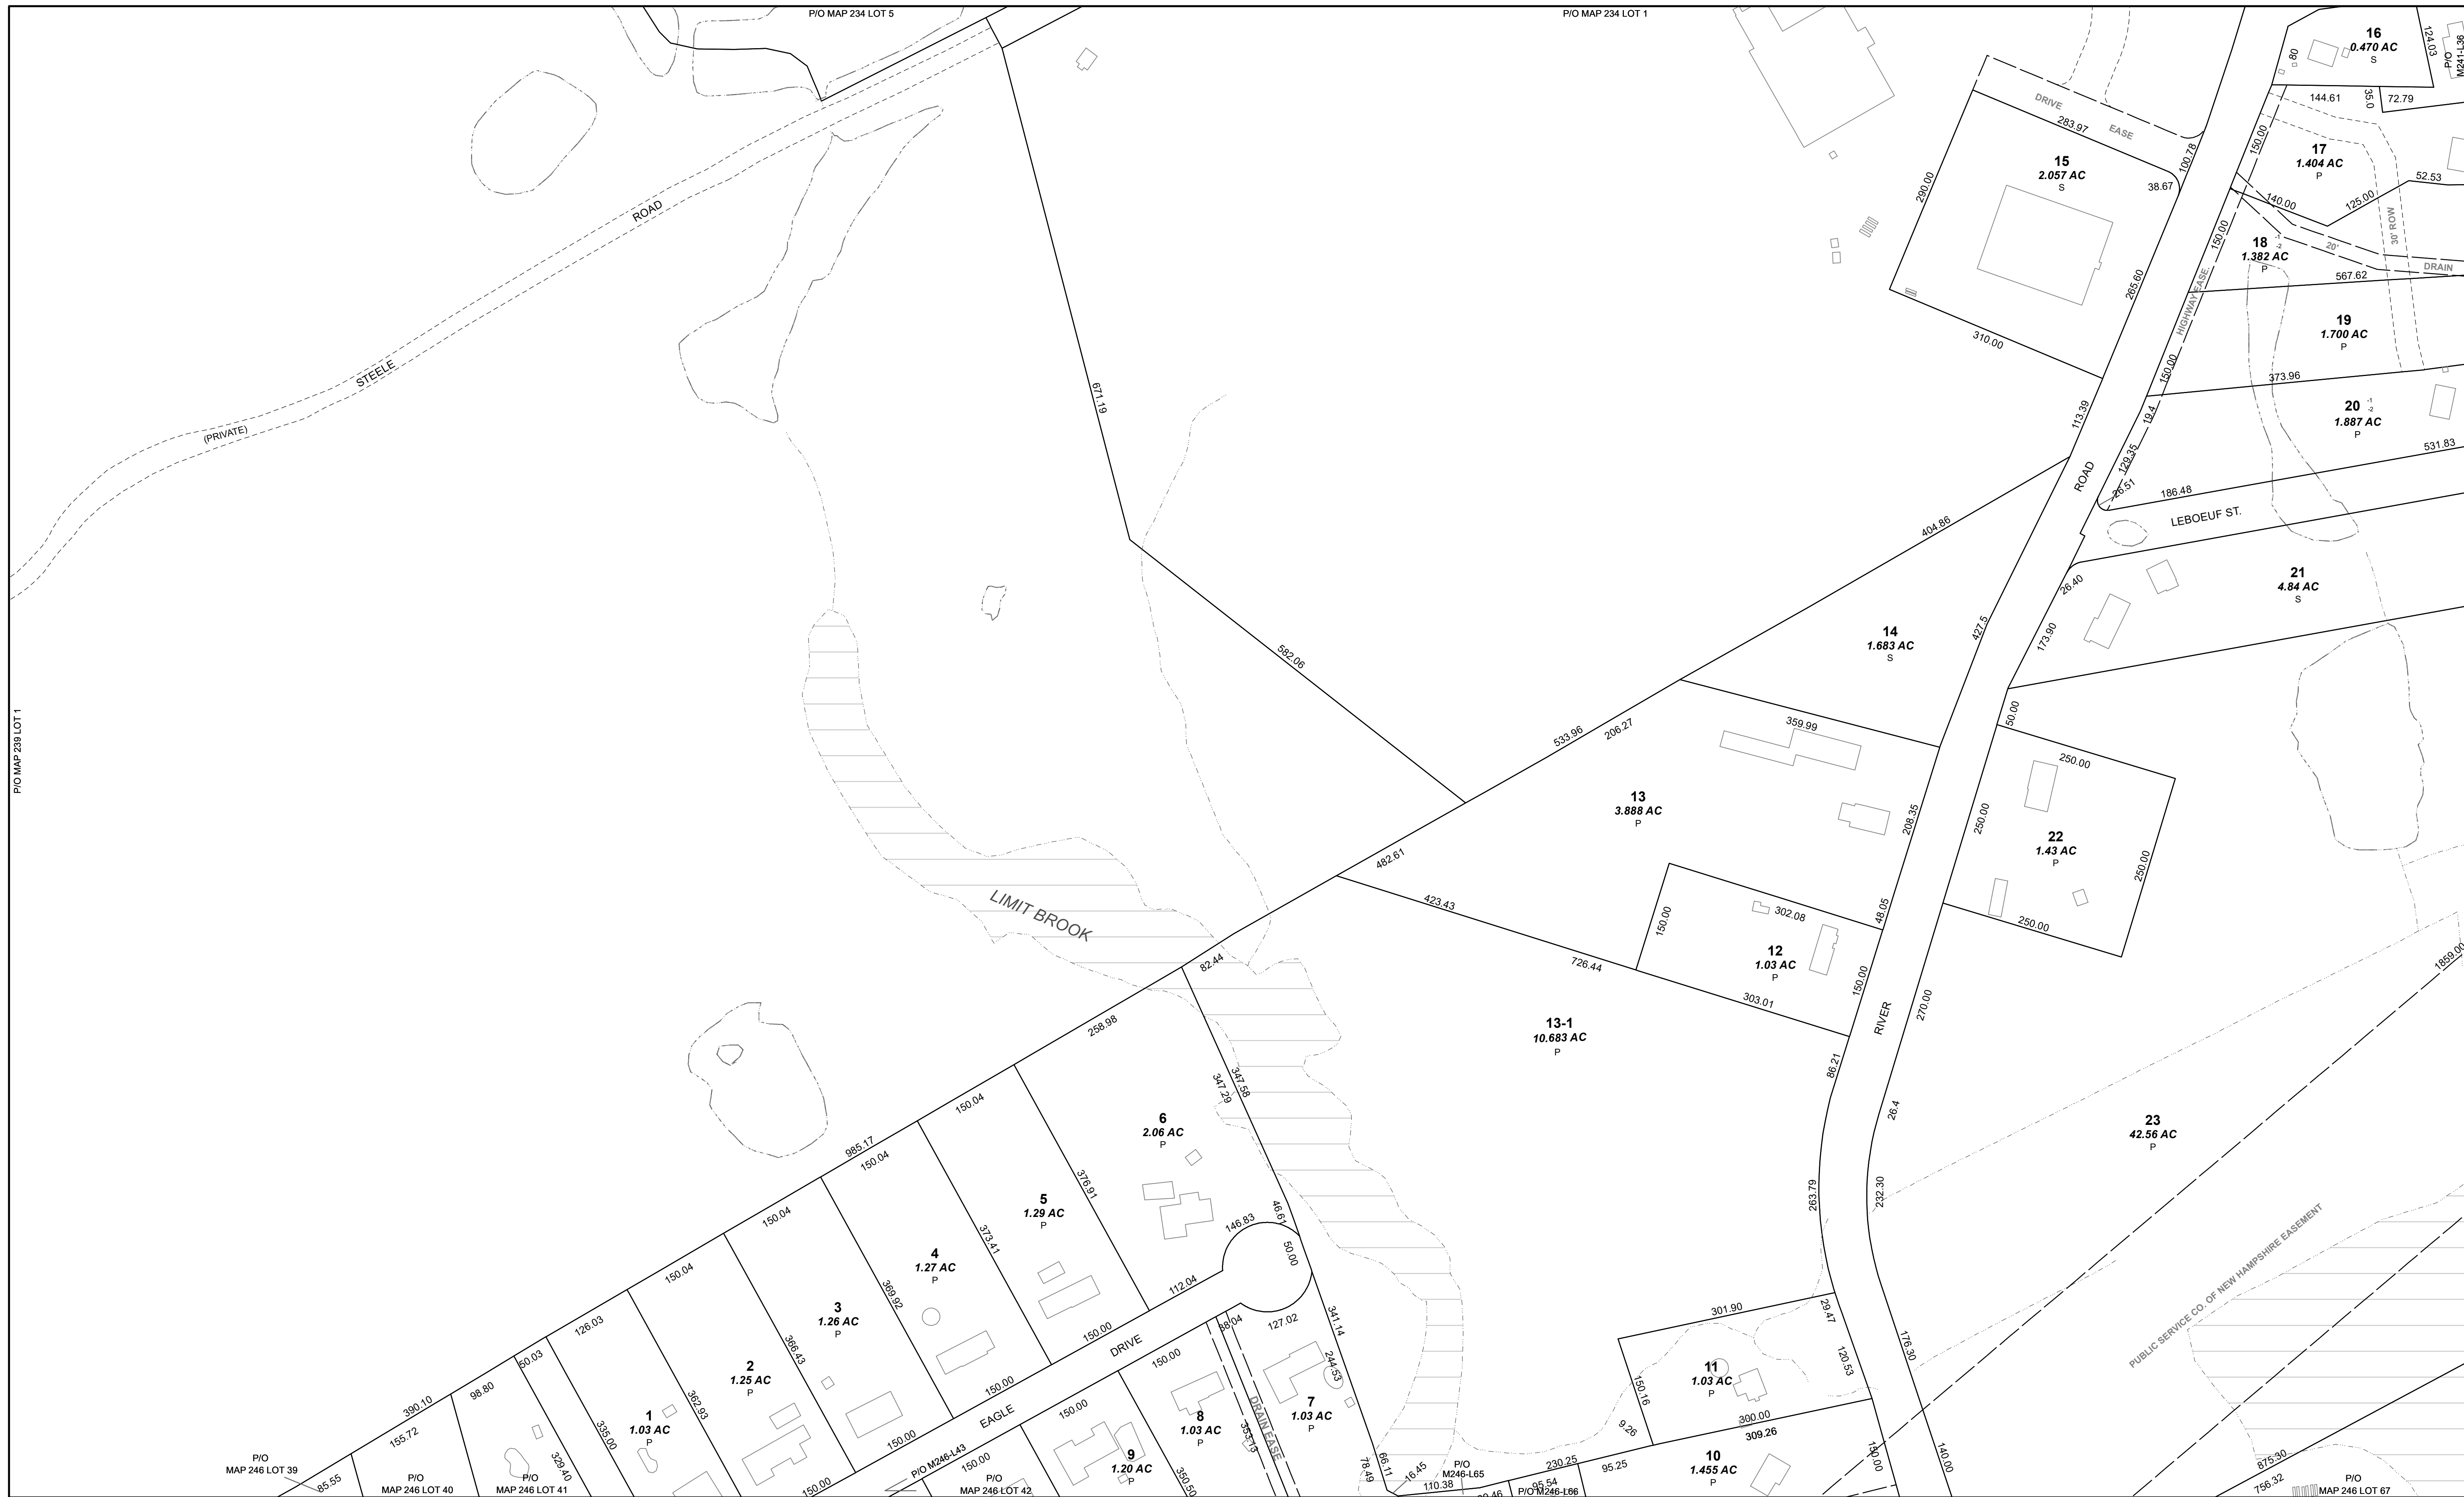 P/O MAP 234 LOT 5
P/O MAP 234 LOT 1
16
0.470 AC
S
124.03
P/O
M241-L36
80
144.61
35.0
72.79
DRIVE
EASE
283.97
100.78
150.00
17
1.404 AC
P
15
2.057 AC
S
38.67
52.53
290.00
140.00
125.00
30' ROW
ROAD
150.00
18 -1
-2
1.382 AC
P
20'
DRAIN
567.62
265.60
HIGHWAY EASE.
19
1.700 AC
P
310.00
STEELE
150.00
373.96
671.19
113.39
19.4
20 -1
-2
1.887 AC
P
(PRIVATE)
531.83
129.35
ROAD
26.51
186.48
LEBOEUF ST.
404.86
26.40
21
4.84 AC
S
14
1.683 AC
S
427.5
173.90
582.06
P/O MAP 239 LOT 1
533.96
206.27
359.99
50.00
250.00
13
3.888 AC
P
208.35
250.00
22
1.43 AC
P
482.61
250.00
LIMIT BROOK
423.43
150.00
302.08
48.05
250.00
12
1.03 AC
P
82.44
726.44
150.00
303.01
1859.00
258.98
13-1
10.683 AC
P
RIVER
270.00
86.21
347.58
347.29
150.04
6
2.06 AC
P
26.4
23
42.56 AC
P
985.17
150.04
376.91
5
1.29 AC
P
263.79
232.30
150.04
373.41
146.83
46.61
50.00
4
1.27 AC
P
150.04
369.92
112.04
PUBLIC SERVICE CO. OF NEW HAMPSHIRE EASEMENT
3
1.26 AC
P
301.90
29.47
126.03
366.43
150.00
DRIVE
38.04
127.02
341.14
120.53
176.30
50.03
2
1.25 AC
P
150.00
150.00
244.53
11
1.03 AC
P
390.10
98.80
362.93
150.16
155.72
1
1.03 AC
P
335.00
EAGLE
150.00
8
1.03 AC
P
DRAIN EASE
353.13
7
1.03 AC
P
9.26
300.00
309.26
150.00
P/O
MAP 246 LOT 39
85.55
329.40
P/O M246-L43
150.00
9
1.20 AC
P
350.50
66.11
78.49
16.45
230.25
95.25
10
1.455 AC
P
150.00
140.00
875.30
P/O
MAP 246 LOT 40
P/O
MAP 246 LOT 41
150.00
P/O
MAP 246 LOT 42
P/O
M246-L65
110.38
95.54
P/O M246-L66
756.32
P/O
MAP 246 LOT 67